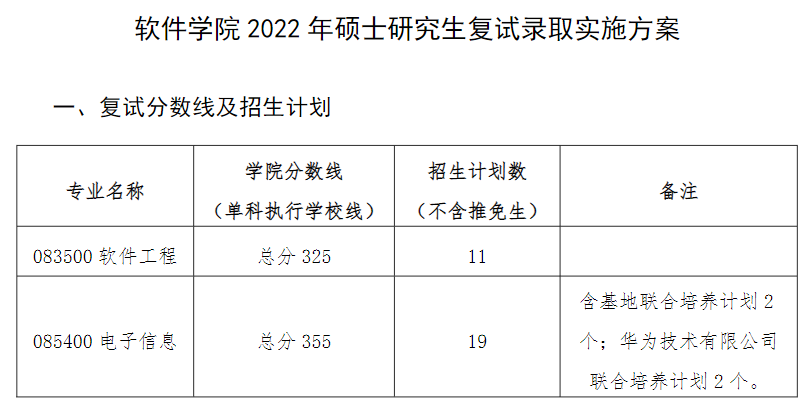 软件学院 2022 年硕士研究生复试录取实施方案
一、复试分数线及招生计划
专业名称
学院分数线
（单科执行学校线）
招生计划数
（不含推免生）
备注
083500 软件工程
总分 325
11
085400 电子信息
总分 355
19
含基地联合培养计划 2
个；华为技术有限公司
联合培养计划 2 个。